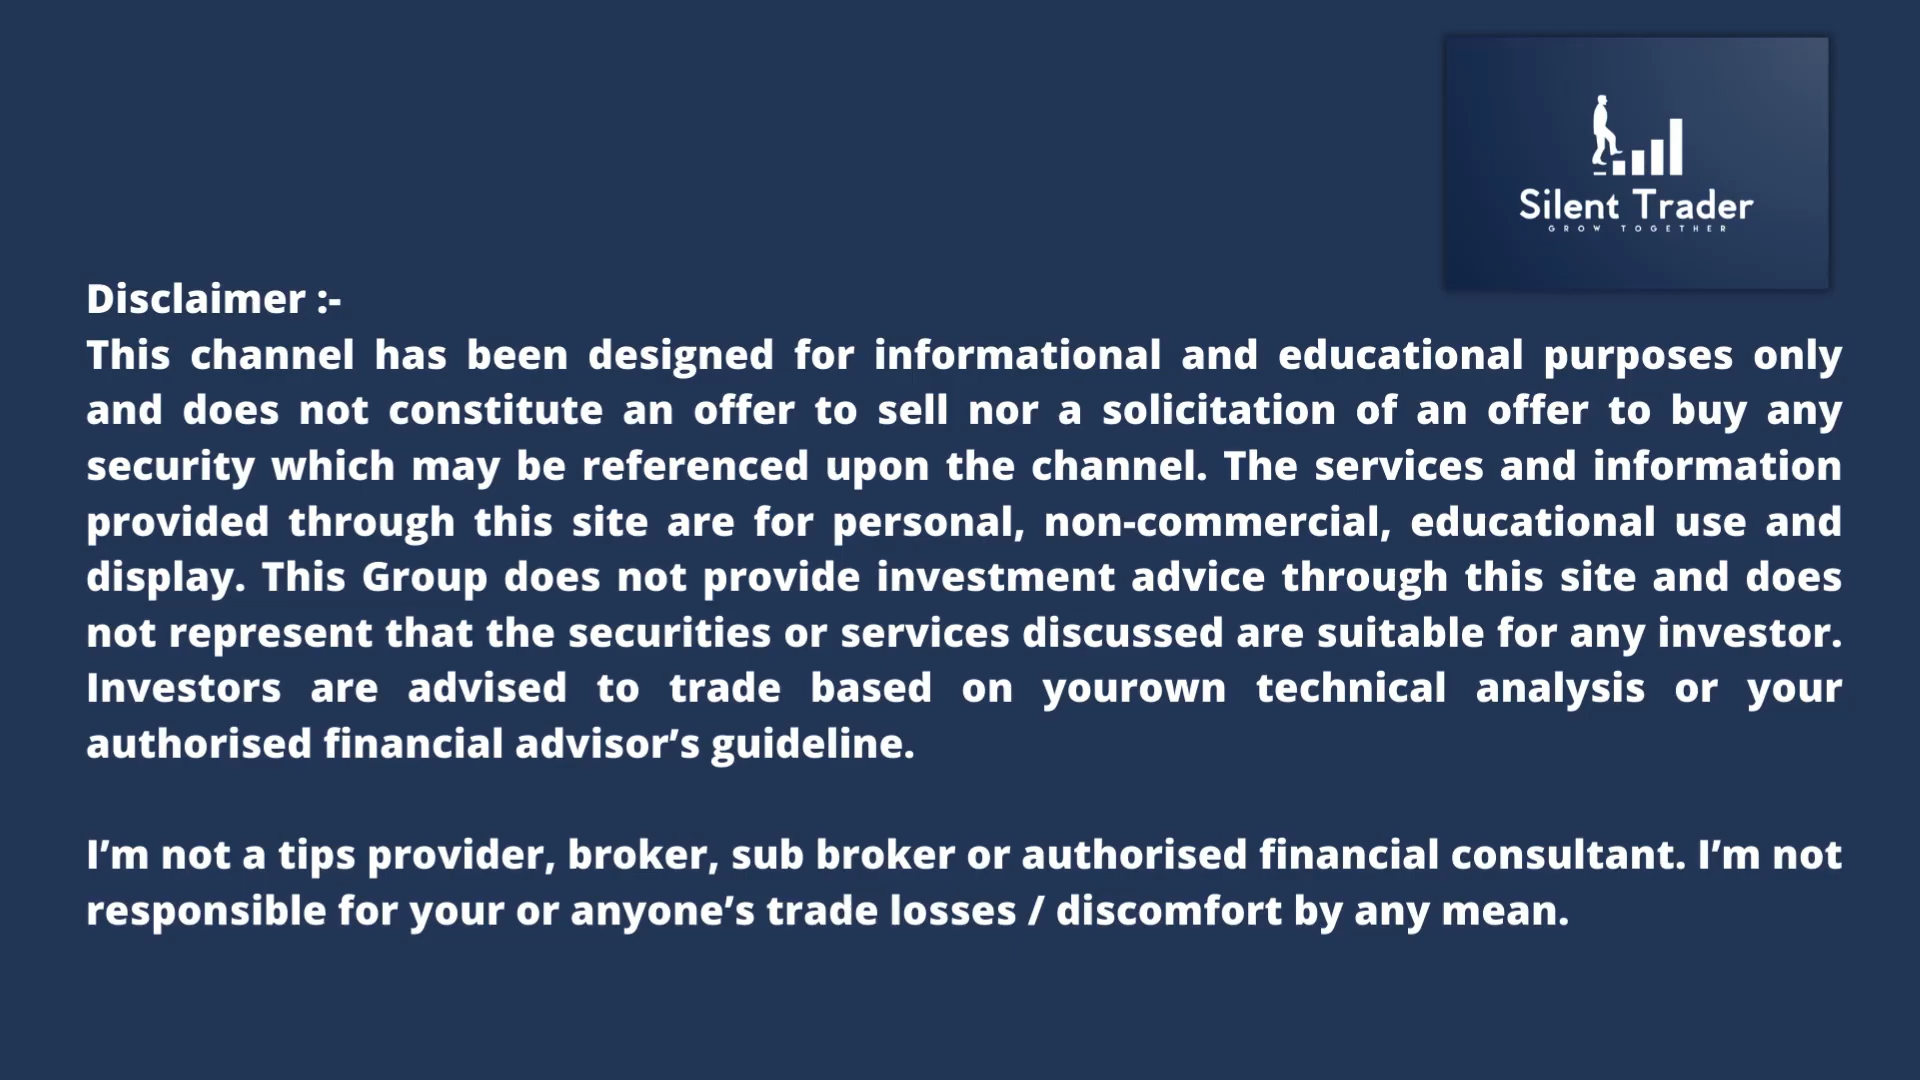 Silent Trader
GROW TOGETHER
Disclaimer :-
This channel has been designed for informational and educational purposes only
and does not constitute an offer to sell nor a solicitation of an offer to buy any
security which may be referenced upon the channel. The services and information
provided through this site are for personal, non-commercial, educational use and
display. This Group does not provide investment advice through this site and does
not represent that the securities or services discussed are suitable for any investor.
Investors are advised to trade based on yourown technical analysis or your
authorised financial advisor’s guideline.
I’m not a tips provider, broker, sub broker or authorised financial consultant. I’m not
responsible for your or anyone’s trade losses / discomfort by any mean.